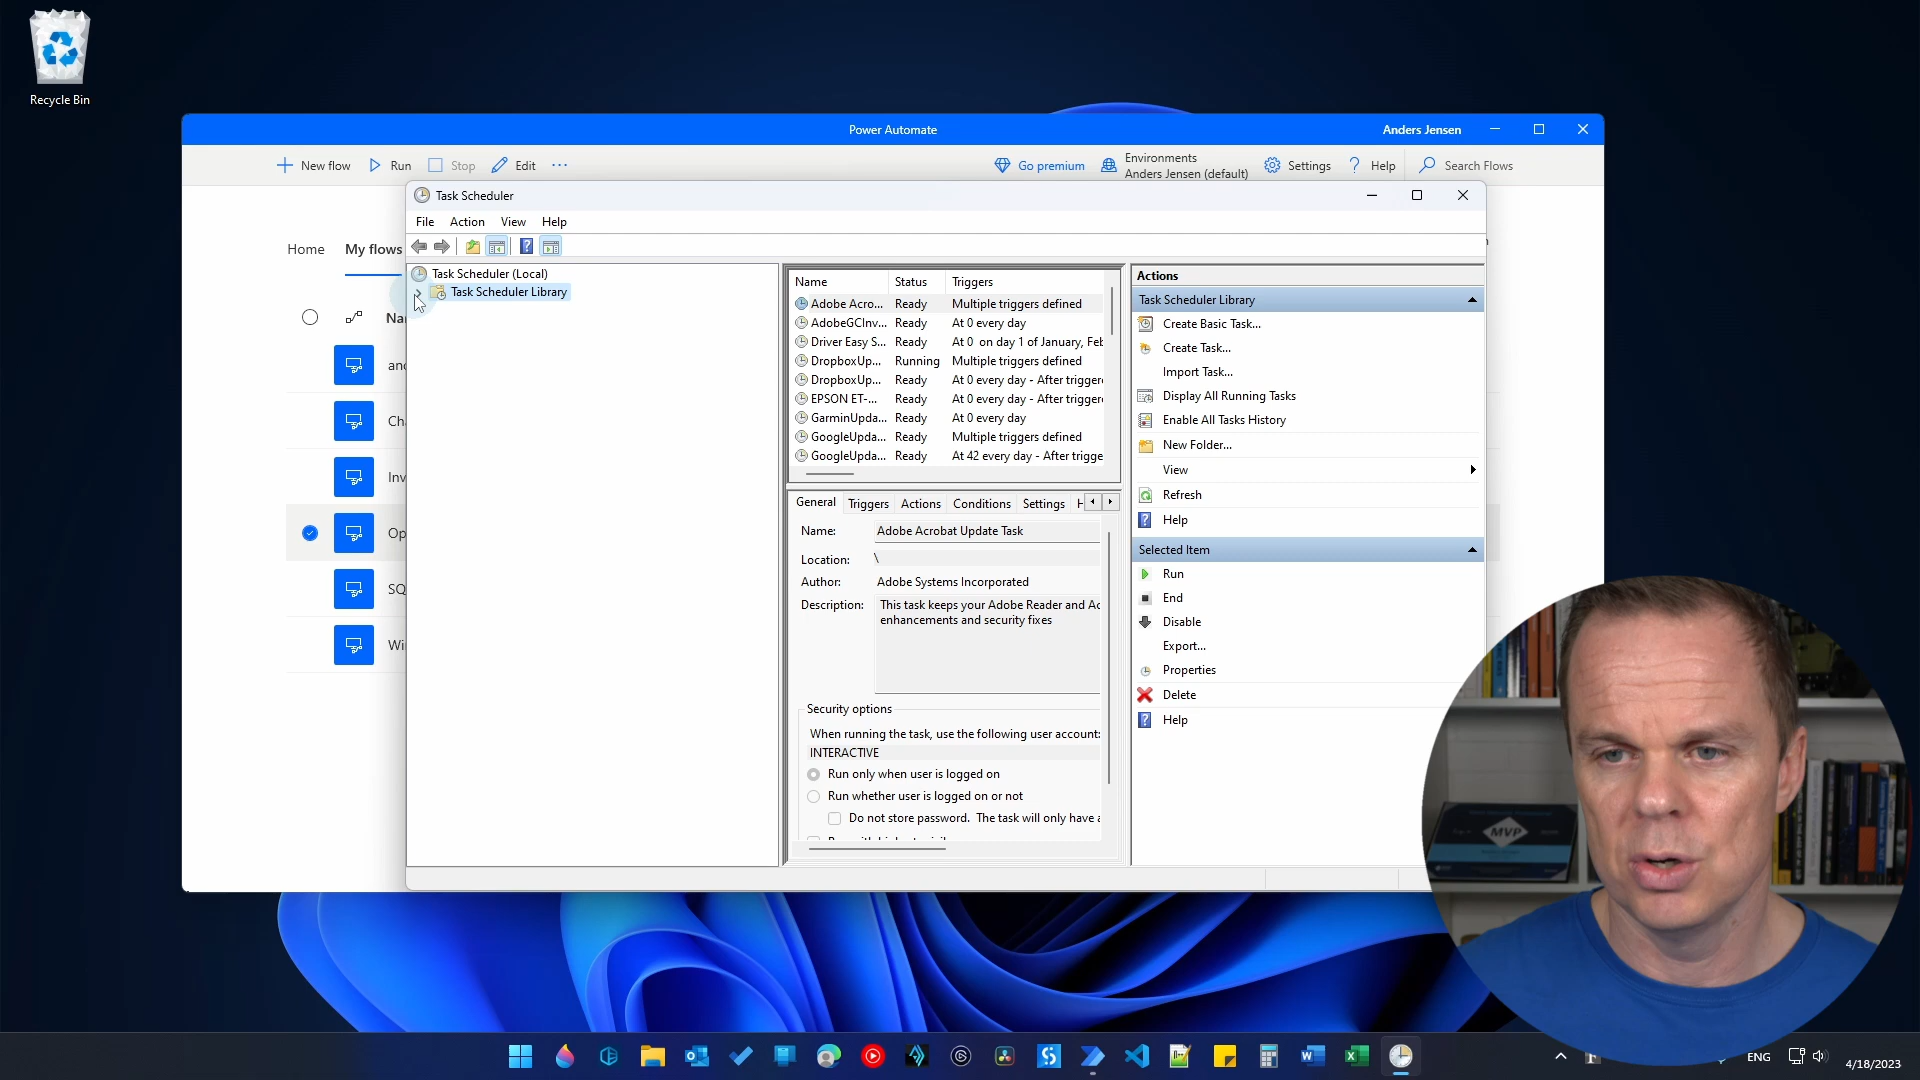 Recycle Bin
Power Automate
Anders Jensen
New flow
Run
Stop
Edit
Go premium
Environments
Anders Jensen (default)
Settings
Help
Search Flows
Task Scheduler
File Action View Help
Home
My flows
Task Scheduler (Local)
Task Scheduler Library
Name Status Triggers
Adobe Acro... Ready Multiple triggers defined
AdobeGCInv... Ready At 0 every day
Driver Easy S... Ready At 0 on day 1 of January, Feb
DropboxUp... Running Multiple triggers defined
DropboxUp... Ready At 0 every day - After triggere
EPSON ET-... Ready At 0 every day - After triggere
GarminUpda... Ready At 0 every day
GoogleUpda... Ready Multiple triggers defined
GoogleUpda... Ready At 42 every day - After trigge
General Triggers Actions Conditions Settings H
Name: Adobe Acrobat Update Task
Location: \
Author: Adobe Systems Incorporated
Description: This task keeps your Adobe Reader and Ac
enhancements and security fixes
Security options
When running the task, use the following user account:
INTERACTIVE
Run only when user is logged on
Run whether user is logged on or not
Do not store password. The task will only have a
Actions
Task Scheduler Library
Create Basic Task...
Create Task...
Import Task...
Display All Running Tasks
Enable All Tasks History
New Folder...
View
Refresh
Help
Selected Item
Run
End
Disable
Export...
Properties
Delete
Help
Na
and
Ch
Inv
Op
SQ
Wi
MVP
ENG
4/18/2023